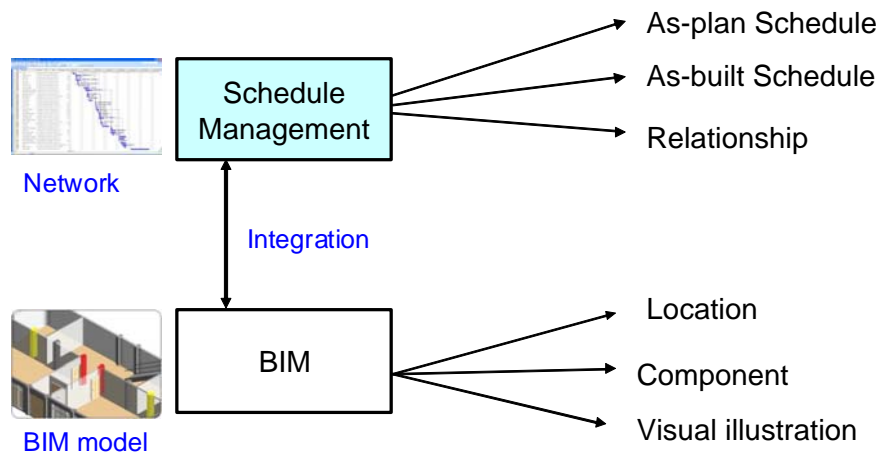 As-plan Schedule
Schedule
Management
As-built Schedule
Relationship
Network
Integration
Location
BIM
Component
Visual illustration
BIM model